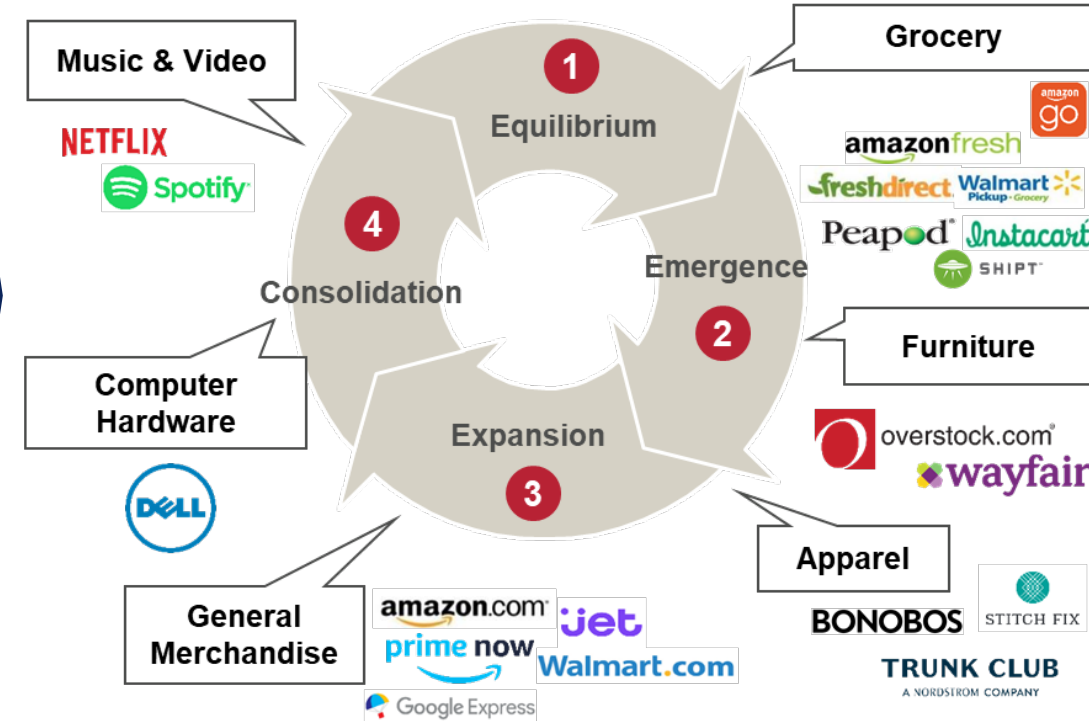 Music & Video
NETFLIX
Spotify
1
Equilibrium
Grocery
amazon
go
amazonfresh
freshdirect
Walmart
Pickup-Grocery
Peapod
Instacart
SHIPT
Emergence
2
Furniture
overstock.com
wayfair
Apparel
BONOBOS
STITCH FIX
TRUNK CLUB
A NORDSTROM COMPANY
Expansion
3
General
Merchandise
amazon.com
jet
prime now
Walmart.com
Google Express
4
Consolidation
Computer
Hardware
DELL